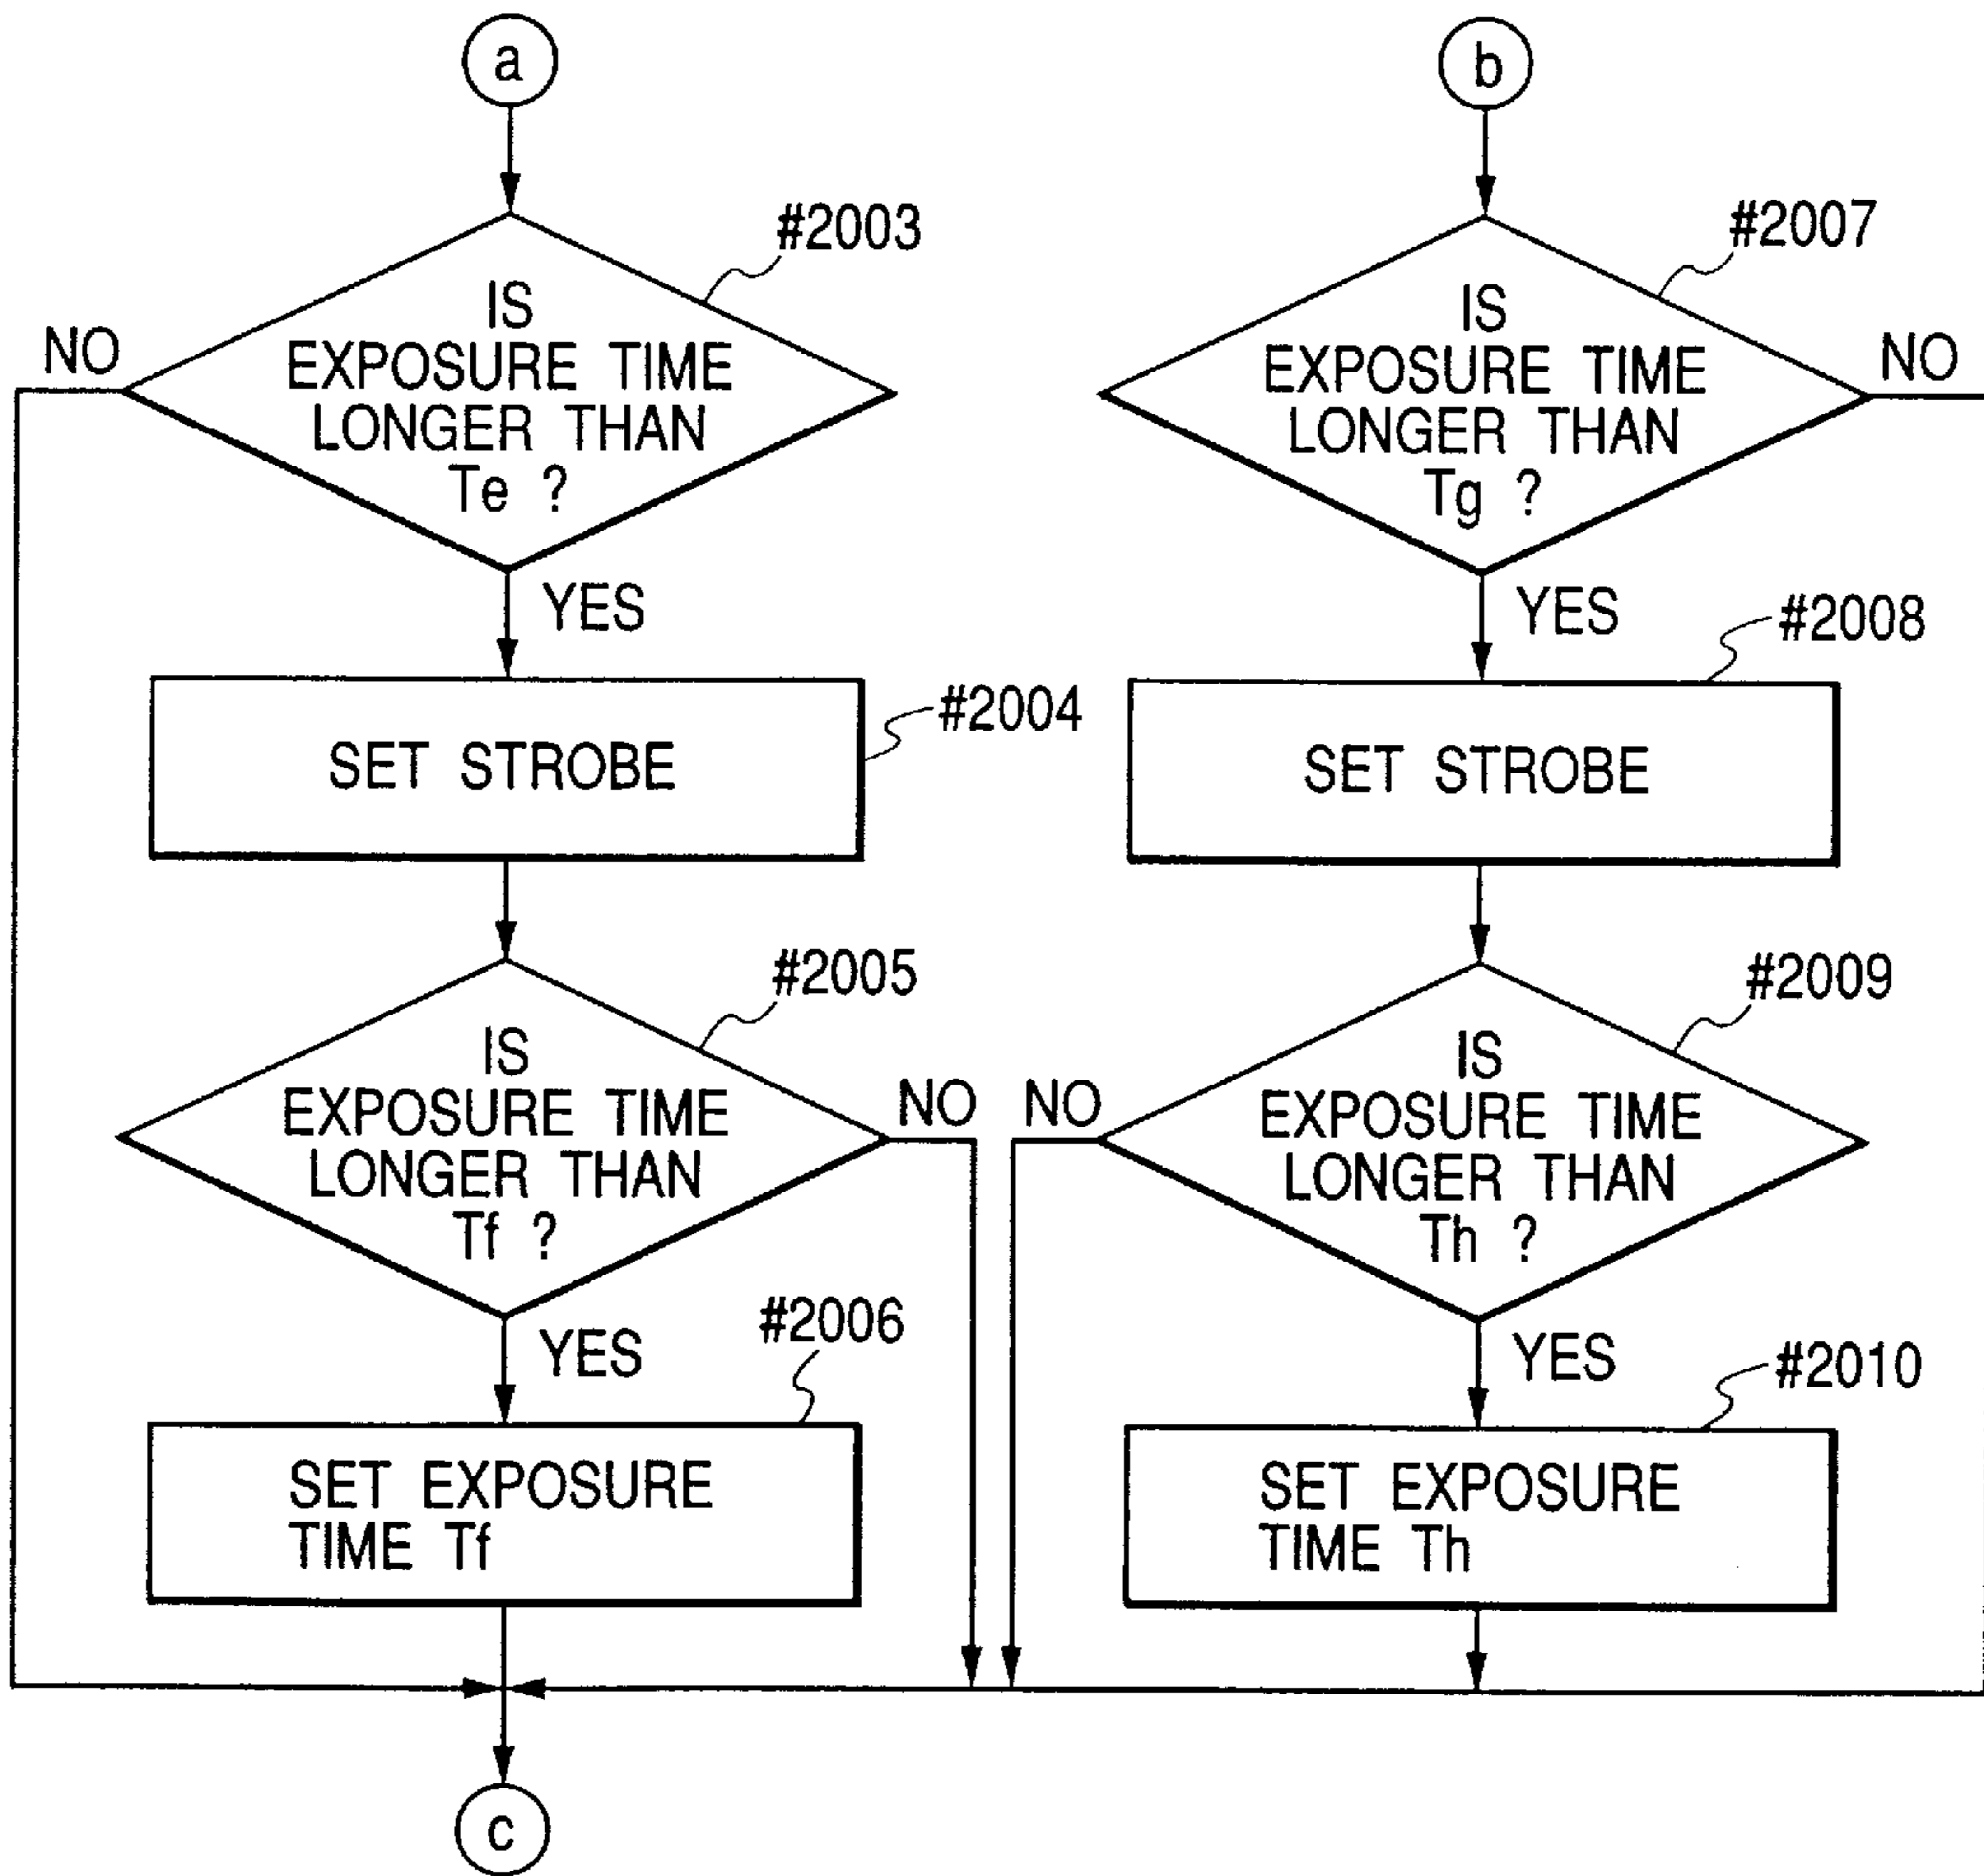 a
#2003
IS
EXPOSURE TIME
LONGER THAN
Te ?
NO
YES
#2004
SET STROBE
#2005
IS
EXPOSURE TIME
LONGER THAN
Tf ?
NO
YES
#2006
SET EXPOSURE
TIME Tf
c
b
#2007
IS
EXPOSURE TIME
LONGER THAN
Tg ?
NO
YES
#2008
SET STROBE
#2009
IS
EXPOSURE TIME
LONGER THAN
Th ?
NO
YES
#2010
SET EXPOSURE
TIME Th